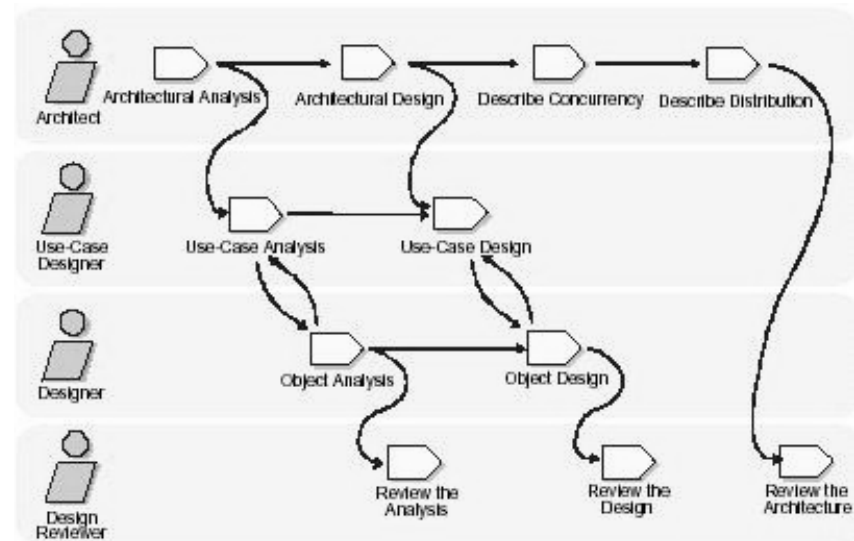 Architect
Architectural Analysis
Architectural Design
Describe Concurrency
Describe Distribution
Use-Case
Designer
Use-Case Analysis
Use-Case Design
Designer
Object Analysis
Object Design
Design
Reviewer
Review the
Analysis
Review the
Design
Review the
Architecture